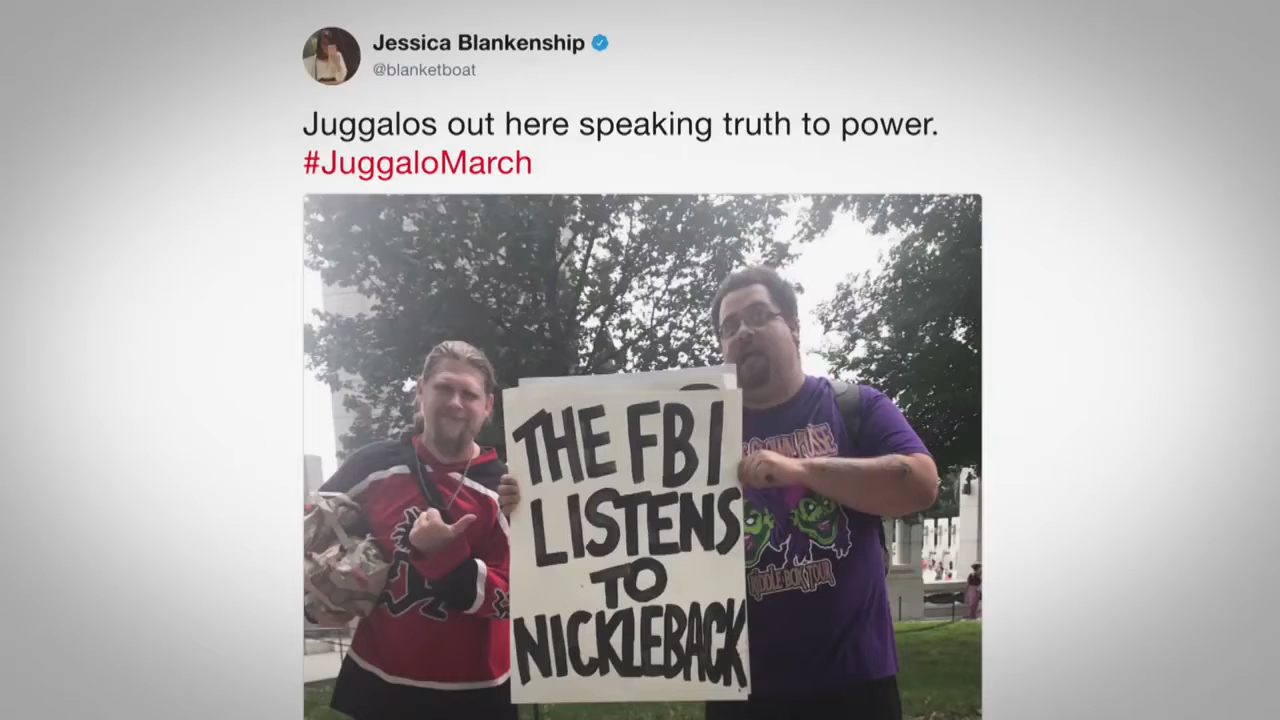 Jessica Blankenship
@blanketboat
Juggalos out here speaking truth to power.
#JuggaloMarch
THE FBI
LISTENS
TO
NICKLEBACK